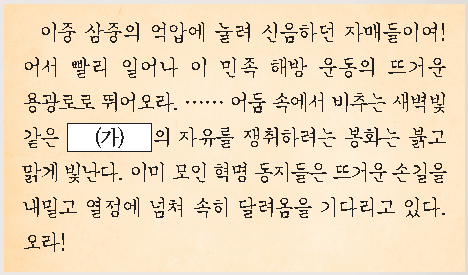 이중 삼중의 억압에 눌려 신음하던 자매들이여!
어서 빨리 일어나 이 민족 해방 운동의 뜨거운
용광로로 뛰어오라. …… 어둠 속에서 비추는 새벽빛
같은 (가) 의 자유를 쟁취하려는 봉화는 붉고
맑게 빛난다. 이미 모인 혁명 동지들은 뜨거운 손길을
내밀고 열정에 넘쳐 속히 달려옴을 기다리고 있다.
오라!